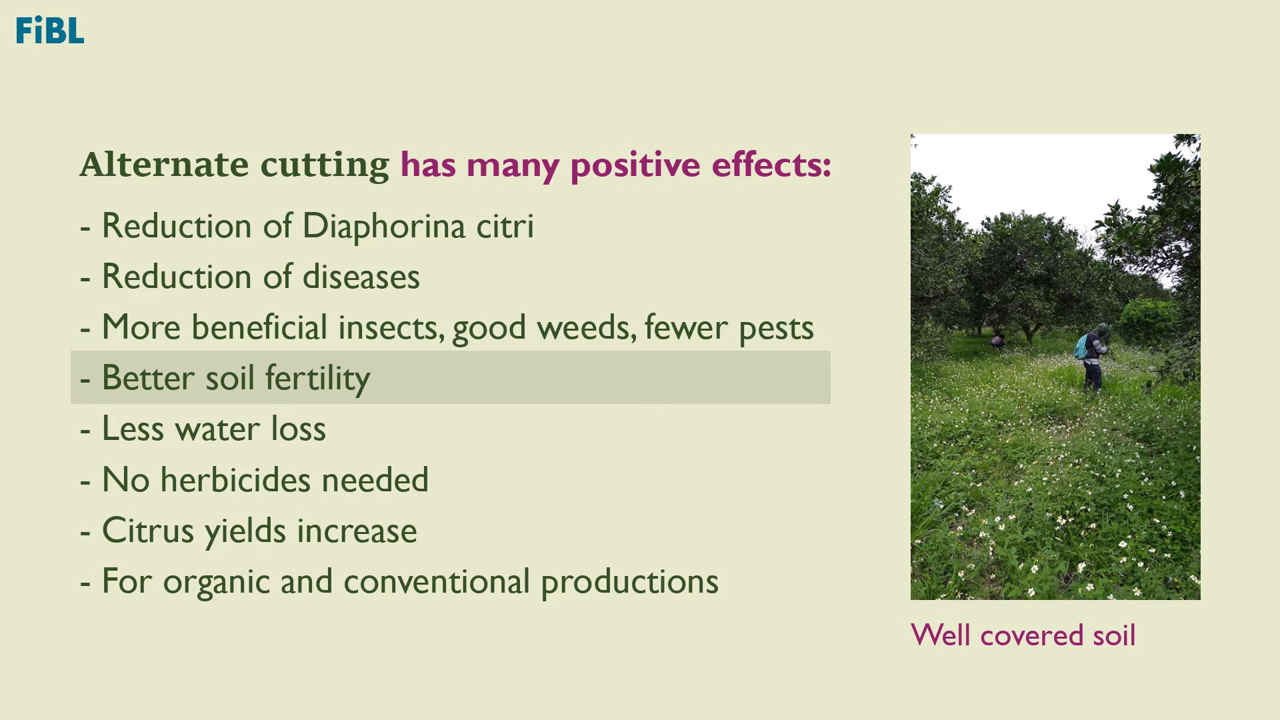 FiBL
Alternate cutting has many positive effects:
- Reduction of Diaphorina citri
- Reduction of diseases
- More beneficial insects, good weeds, fewer pests
- Better soil fertility
- Less water loss
- No herbicides needed
- Citrus yields increase
- For organic and conventional productions
Well covered soil